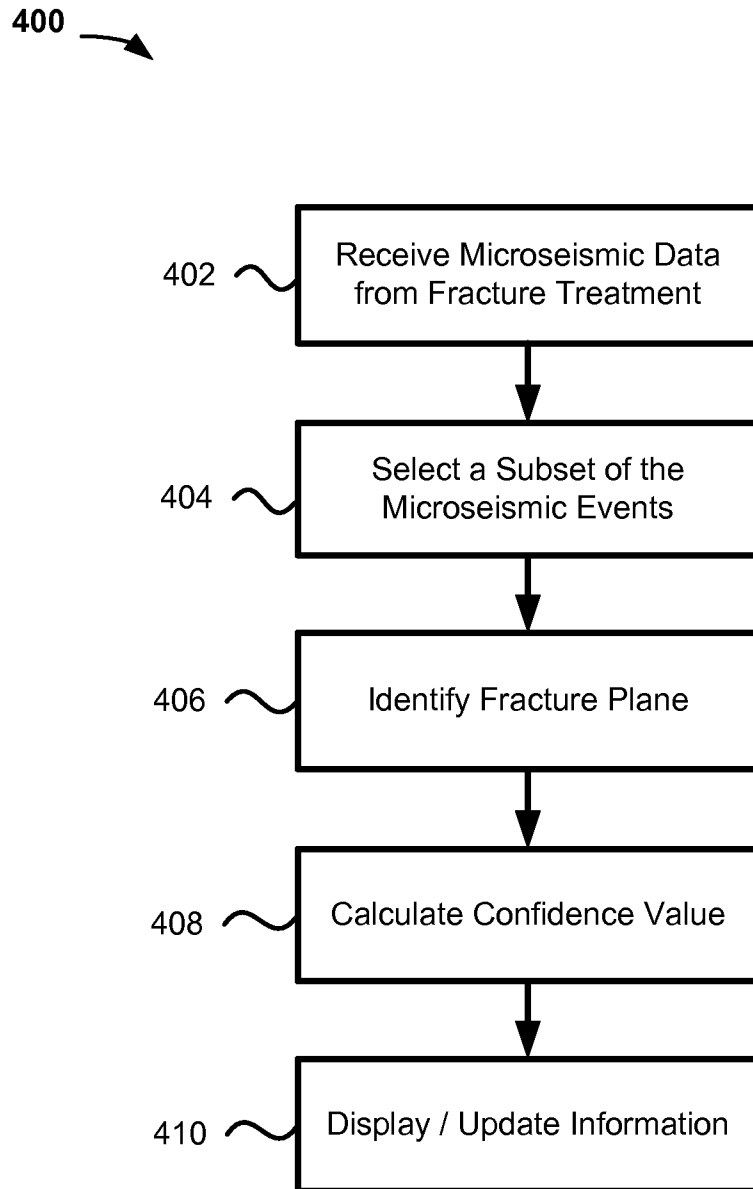 400
402
Receive Microseismic Data
from Fracture Treatment
404
Select a Subset of the
Microseismic Events
406
Identify Fracture Plane
408
Calculate Confidence Value
410
Display / Update Information